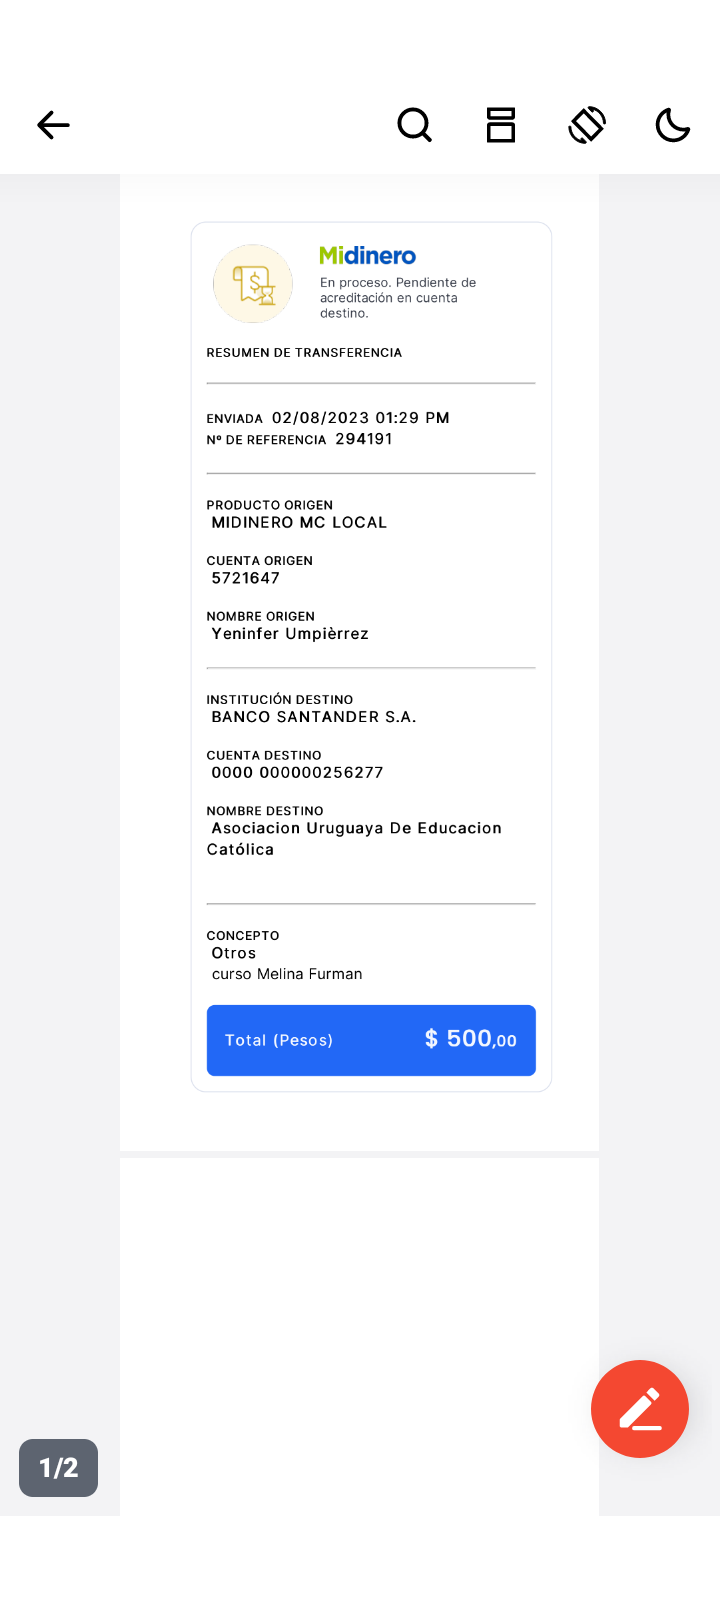 Midinero
En proceso. Pendiente de
acreditación en cuenta
destino.
RESUMEN DE TRANSFERENCIA
ENVIADA 02/08/2023 01:29 PM
Nº DE REFERENCIA 294191
PRODUCTO ORIGEN
MIDINERO MC LOCAL
CUENTA ORIGEN
5721647
NOMBRE ORIGEN
Yeninfer Umpièrrez
INSTITUCIÓN DESTINO
BANCO SANTANDER S.A.
CUENTA DESTINO
0000 000000256277
NOMBRE DESTINO
Asociacion Uruguaya De Educacion
Católica
CONCEPTO
Otros
curso Melina Furman
Total (Pesos) $ 500,00
1/2